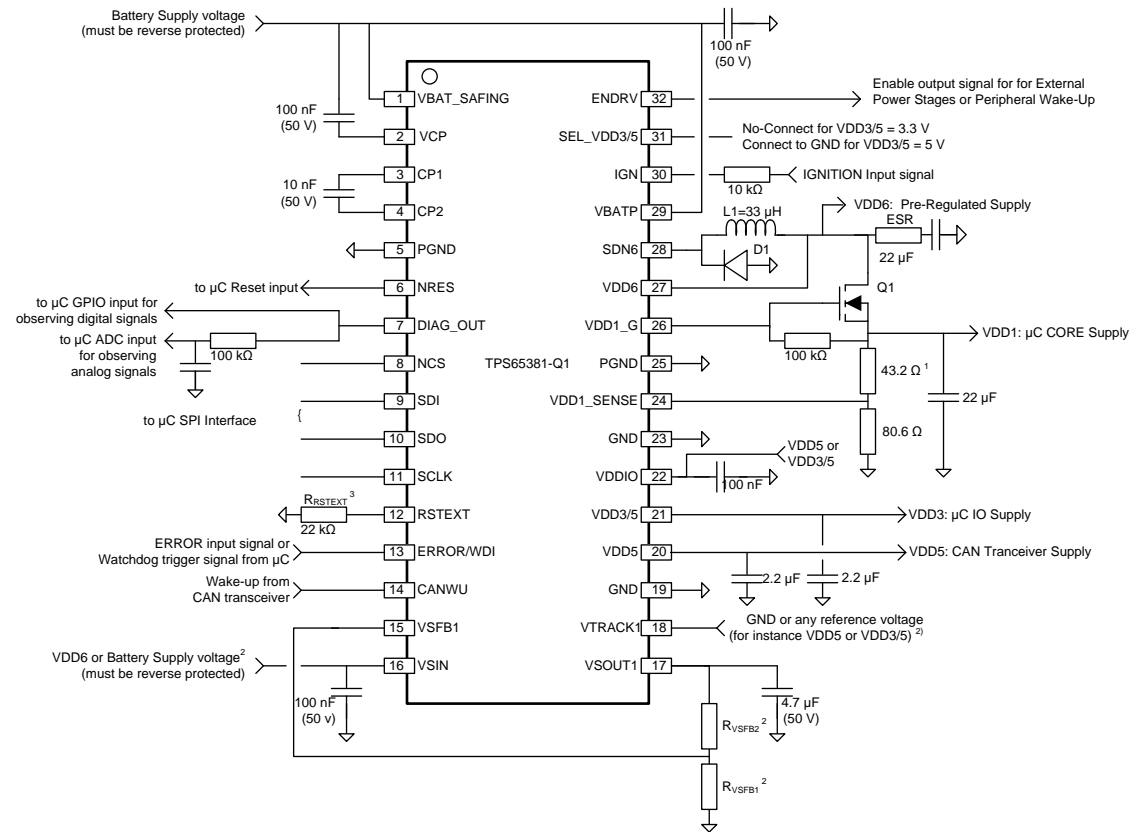 Battery Supply voltage
(must be reverse protected)
100 nF
(50 V)
100 nF
(50 V)
10 nF
(50 V)
to µC Reset input
to µC GPIO input for
observing digital signals
to µC ADC input
for observing
analog signals
100 kΩ
to µC SPI Interface
{
RRSTEXT 3
22 kΩ
ERROR input signal or
Watchdog trigger signal from µC
Wake-up from
CAN transceiver
VDD6 or Battery Supply voltage2
(must be reverse protected)
100 nF
(50 v)
1 VBAT_SAFING
2 VCP
3 CP1
4 CP2
5 PGND
6 NRES
7 DIAG_OUT
8 NCS
9 SDI
10 SDO
11 SCLK
12 RSTEXT
13 ERROR/WDI
14 CANWU
15 VSFB1
16 VSIN
TPS65381-Q1
ENDRV 32
SEL_VDD3/5 31
IGN 30
VBATP 29
SDN6 28
VDD6 27
VDD1_G 26
PGND 25
VDD1_SENSE 24
GND 23
VDDIO 22
VDD3/5 21
VDD5 20
GND 19
VTRACK1 18
VSOUT1 17
Enable output signal for for External
Power Stages or Peripheral Wake-Up
No-Connect for VDD3/5 = 3.3 V
Connect to GND for VDD3/5 = 5 V
IGNITION Input signal
10 kΩ
VDD6: Pre-Regulated Supply
L1=33 µH
D1
ESR
22 µF
Q1
100 kΩ
VDD1: µC CORE Supply
43.2 Ω 1
22 µF
80.6 Ω
VDD5 or
VDD3/5
100 nF
VDD3: µC IO Supply
VDD5: CAN Tranceiver Supply
2.2 µF
2.2 µF
GND or any reference voltage
(for instance VDD5 or VDD3/5) 2)
4.7 µF
(50 V)
RVSFB2 2
RVSFB1 2